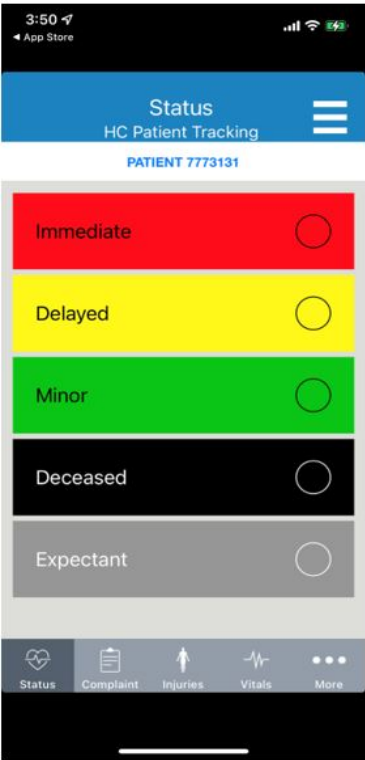 3:50
◀ App Store
Status
HC Patient Tracking
PATIENT 7773131
Immediate
Delayed
Minor
Deceased
Expectant
Status Complaint Injuries Vitals More